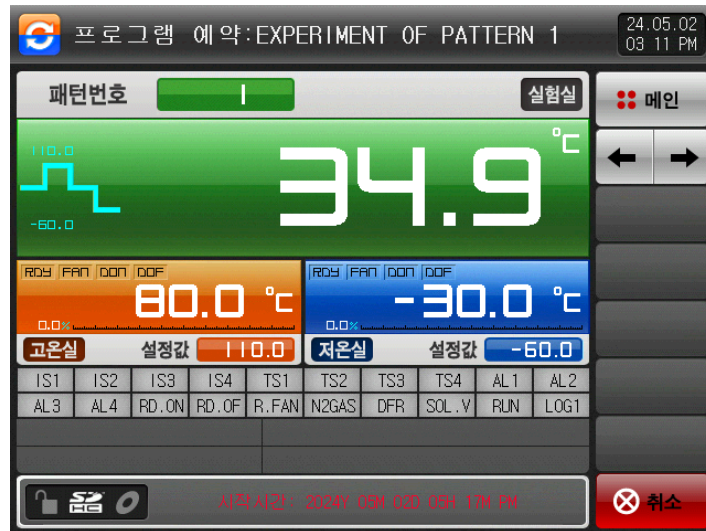 프로그램 예약:EXPERIMENT OF PATTERN 1
24.05.02
03 11 PM
패턴번호 1 실험실
메인
110.0
-60.0
34.9 ℃
RDY FAN DON DOF
80.0 ℃
0.0%
고온실 설정값 110.0
RDY FAN DON DOF
-30.0 ℃
0.0%
저온실 설정값 -60.0
IS1 IS2 IS3 IS4 TS1 TS2 TS3 TS4 AL1 AL2
AL3 AL4 RD.ON RD.OF R.FAN N2GAS DFR SOL.V RUN LOG1
시작시간 : 2024Y 05M 02D 05H 17M PM
취소